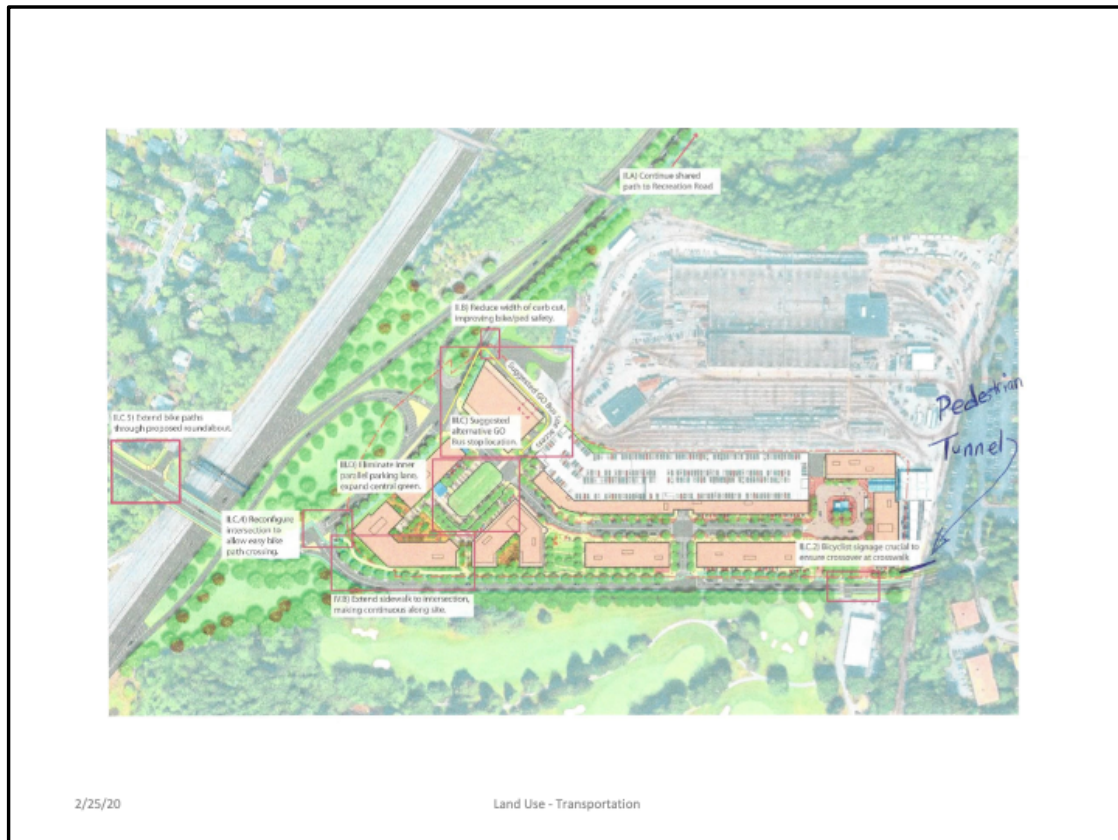 II.A) Continue shared
path to Recreation Road
II.B) Reduce width of curb cut,
improving bike/ped safety.
II.C.5) Extend bike paths
through proposed roundabout.
III.C) Suggested
alternative GO
Bus stop location.
III.D) Eliminate inner
parallel parking lane,
expand central green.
II.C.4) Reconfigure
intersection to
allow easy bike
path crossing.
II.C.2) Bicyclist signage crucial to
ensure crossover at crosswalk
IV.B) Extend sidewalk to intersection,
making continuous along site.
Pedestrian
Tunnel
2/25/20
Land Use - Transportation